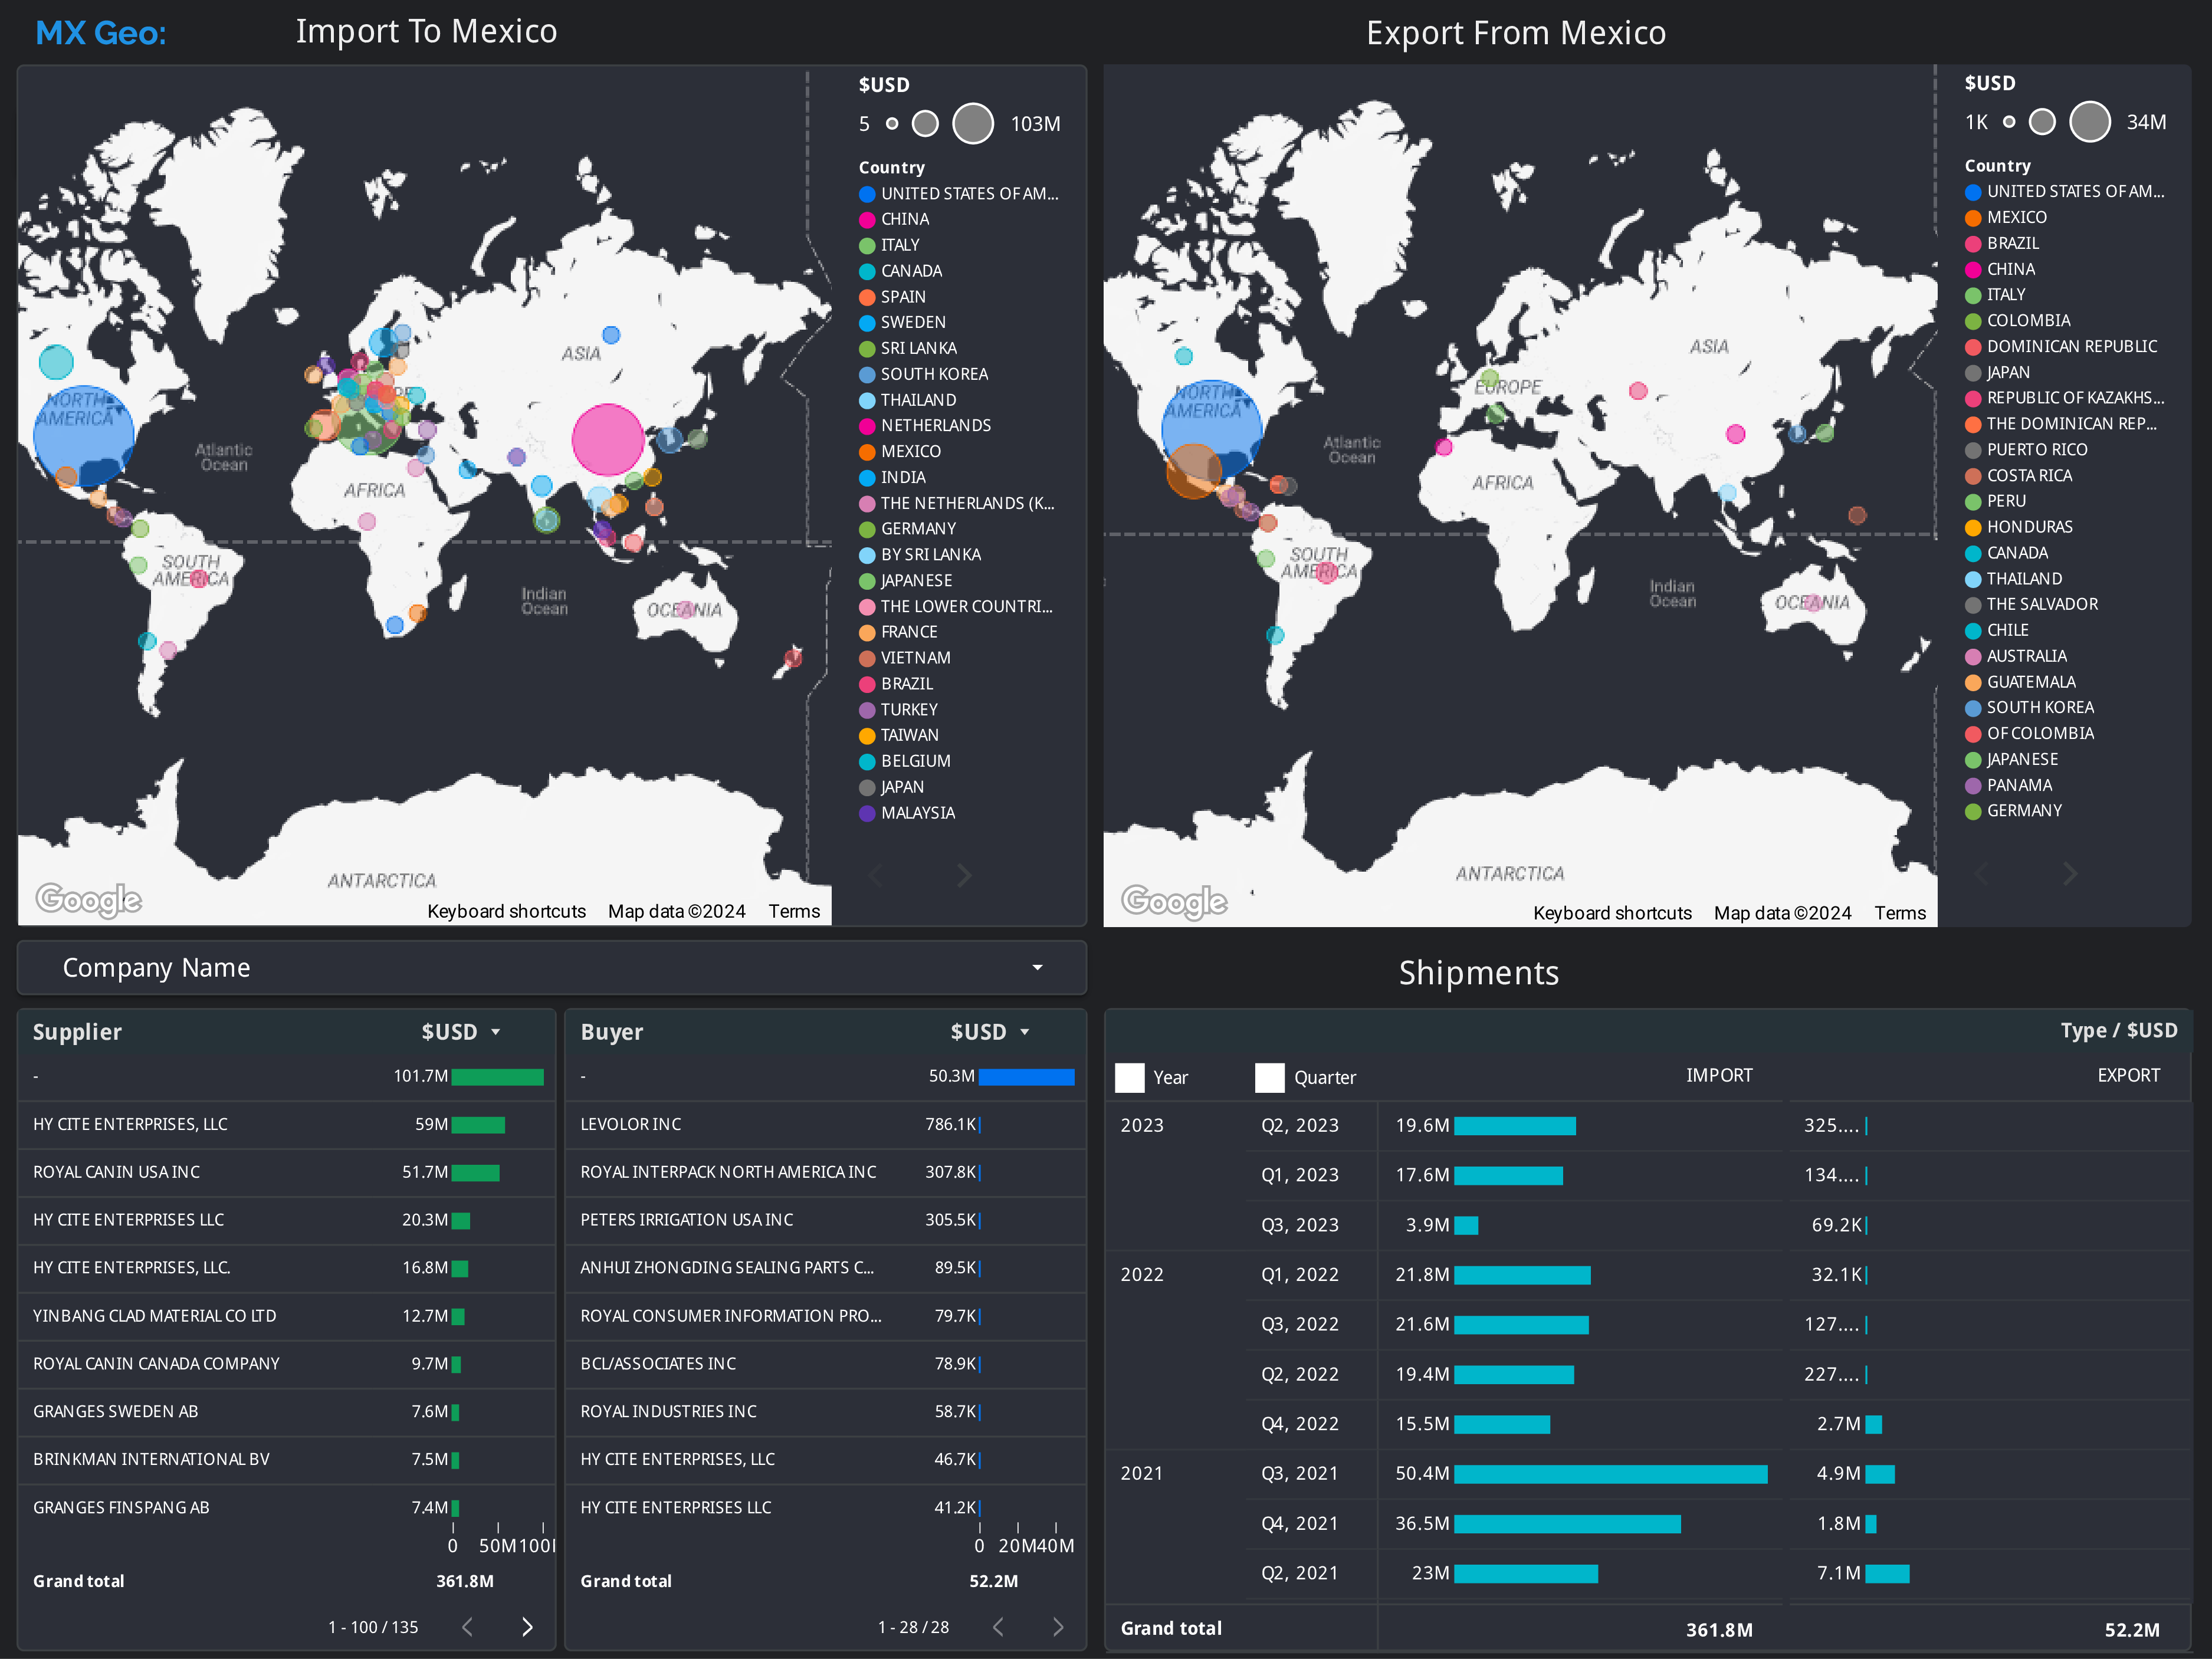 MX Geo:
Import To Mexico
Export From Mexico
NORTH
AMERICA
Atlantic
Ocean
ASIA
AFRICA
SOUTH
AMERICA
Indian
Ocean
OCEANIA
ANTARCTICA
Google
Keyboard shortcuts
Map data ©2024
Terms
$USD
5
103M
Country
UNITED STATES OF AM...
CHINA
ITALY
CANADA
SPAIN
SWEDEN
SRI LANKA
SOUTH KOREA
THAILAND
NETHERLANDS
MEXICO
INDIA
THE NETHERLANDS (K...
GERMANY
BY SRI LANKA
JAPANESE
THE LOWER COUNTRI...
FRANCE
VIETNAM
BRAZIL
TURKEY
TAIWAN
BELGIUM
JAPAN
MALAYSIA
NORTH
AMERICA
Atlantic
Ocean
EUROPE
ASIA
AFRICA
SOUTH
AMERICA
Indian
Ocean
OCEANIA
ANTARCTICA
Google
Keyboard shortcuts
Map data ©2024
Terms
$USD
1K
34M
Country
UNITED STATES OF AM...
MEXICO
BRAZIL
CHINA
ITALY
COLOMBIA
DOMINICAN REPUBLIC
JAPAN
REPUBLIC OF KAZAKHS...
THE DOMINICAN REP...
PUERTO RICO
COSTA RICA
PERU
HONDURAS
CANADA
THAILAND
THE SALVADOR
CHILE
AUSTRALIA
GUATEMALA
SOUTH KOREA
OF COLOMBIA
JAPANESE
PANAMA
GERMANY
Company Name
Supplier $USD
- 101.7M
HY CITE ENTERPRISES, LLC 59M
ROYAL CANIN USA INC 51.7M
HY CITE ENTERPRISES LLC 20.3M
HY CITE ENTERPRISES, LLC. 16.8M
YINBANG CLAD MATERIAL CO LTD 12.7M
ROYAL CANIN CANADA COMPANY 9.7M
GRANGES SWEDEN AB 7.6M
BRINKMAN INTERNATIONAL BV 7.5M
GRANGES FINSPANG AB 7.4M
0 50M 100M
Grand total 361.8M
1 - 100 / 135
Buyer $USD
- 50.3M
LEVOLOR INC 786.1K
ROYAL INTERPACK NORTH AMERICA INC 307.8K
PETERS IRRIGATION USA INC 305.5K
ANHUI ZHONGDING SEALING PARTS C... 89.5K
ROYAL CONSUMER INFORMATION PRO... 79.7K
BCL/ASSOCIATES INC 78.9K
ROYAL INDUSTRIES INC 58.7K
HY CITE ENTERPRISES, LLC 46.7K
HY CITE ENTERPRISES LLC 41.2K
0 20M 40M
Grand total 52.2M
1 - 28 / 28
Shipments
Type / $USD
Year Quarter IMPORT EXPORT
2023 Q2, 2023 19.6M 325....
Q1, 2023 17.6M 134....
Q3, 2023 3.9M 69.2K
2022 Q1, 2022 21.8M 32.1K
Q3, 2022 21.6M 127....
Q2, 2022 19.4M 227....
Q4, 2022 15.5M 2.7M
2021 Q3, 2021 50.4M 4.9M
Q4, 2021 36.5M 1.8M
Q2, 2021 23M 7.1M
Grand total 361.8M 52.2M